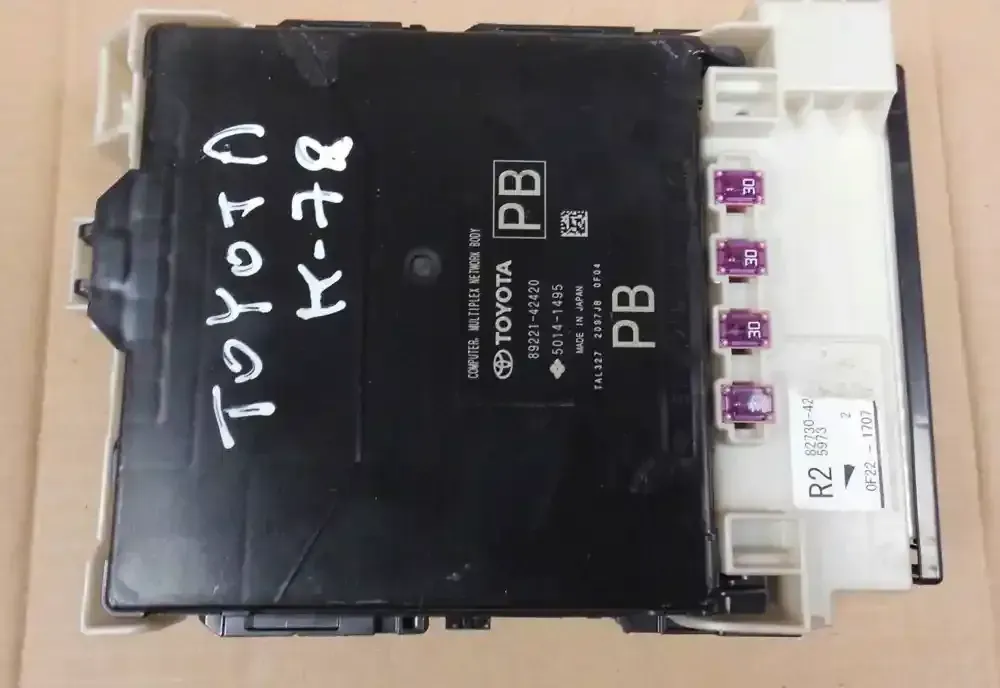 TOYOTA
K-78
COMPUTER, MULTIPLEX NETWORK BODY
TOYOTA
PB
89221-42420
5014-1495
MADE IN JAPAN
TAL327 2097J8 0F04
PB
30
30
30
R2
82730-42
5973
2
0F22 -1707